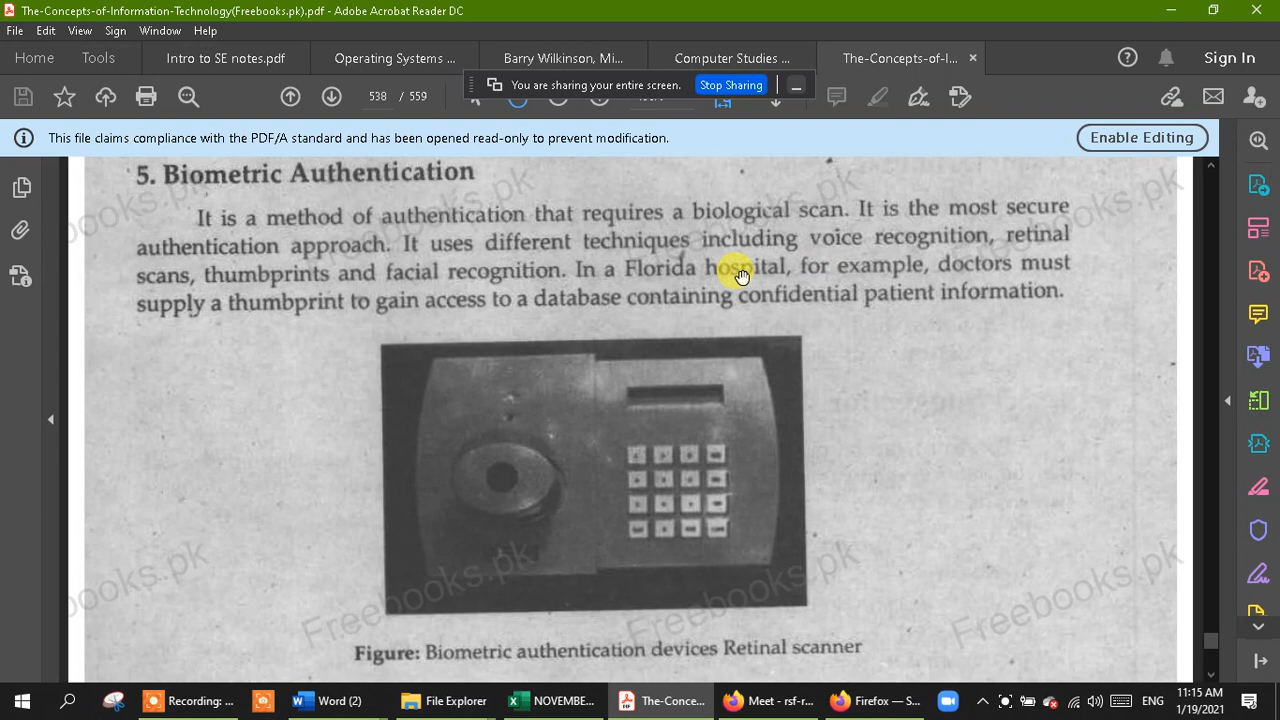 The-Concepts-of-Information-Technology(Freebooks.pk).pdf - Adobe Acrobat Reader DC
File Edit View Sign Window Help
Home Tools Intro to SE notes.pdf Operating Systems ... Barry Wilkinson, Mi... Computer Studies ... The-Concepts-of-I... × Sign In
You are sharing your entire screen. Stop Sharing
538 / 559
This file claims compliance with the PDF/A standard and has been opened read-only to prevent modification. Enable Editing
5. Biometric Authentication
It is a method of authentication that requires a biological scan. It is the most secure
authentication approach. It uses different techniques including voice recognition, retinal
scans, thumbprints and facial recognition. In a Florida hospital, for example, doctors must
supply a thumbprint to gain access to a database containing confidential patient information.
Freebooks.pk
Freebooks.pk
Freebooks.pk
Figure: Biometric authentication devices Retinal scanner
Recording: ... Word (2) File Explorer NOVEMBE... The-Conce... Meet - rsf-r... Firefox — S... ENG
11:15 AM
1/19/2021